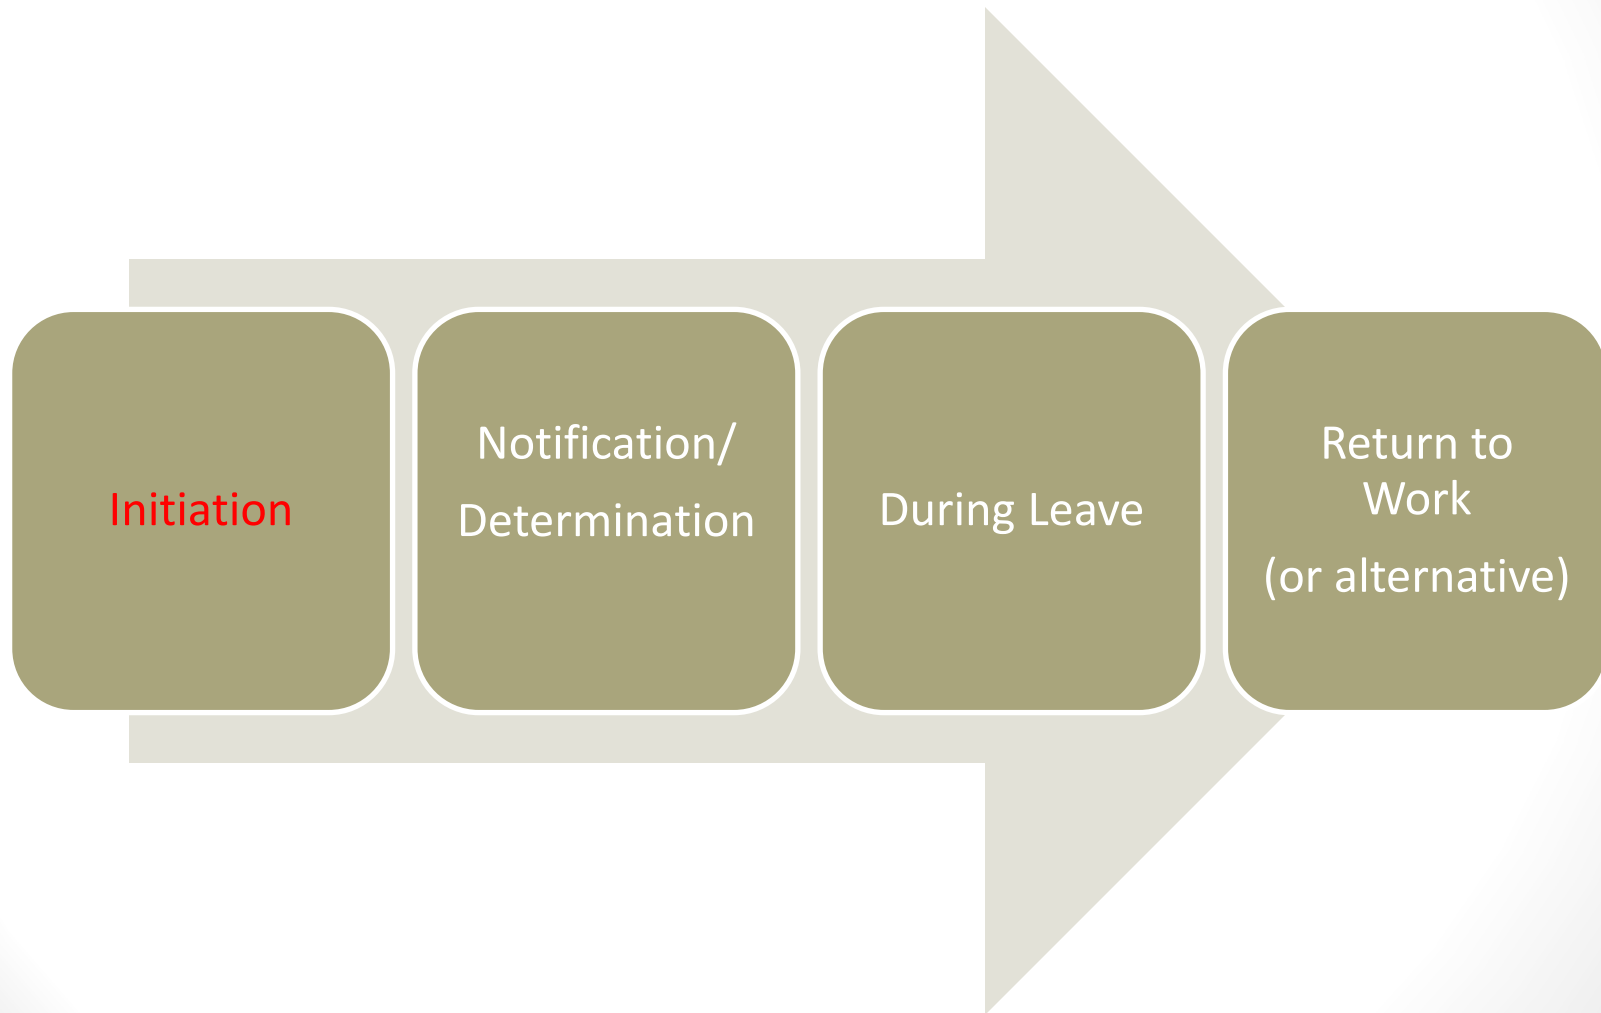 Initiation
Notification/
Determination
During Leave
Return to
Work
(or alternative)